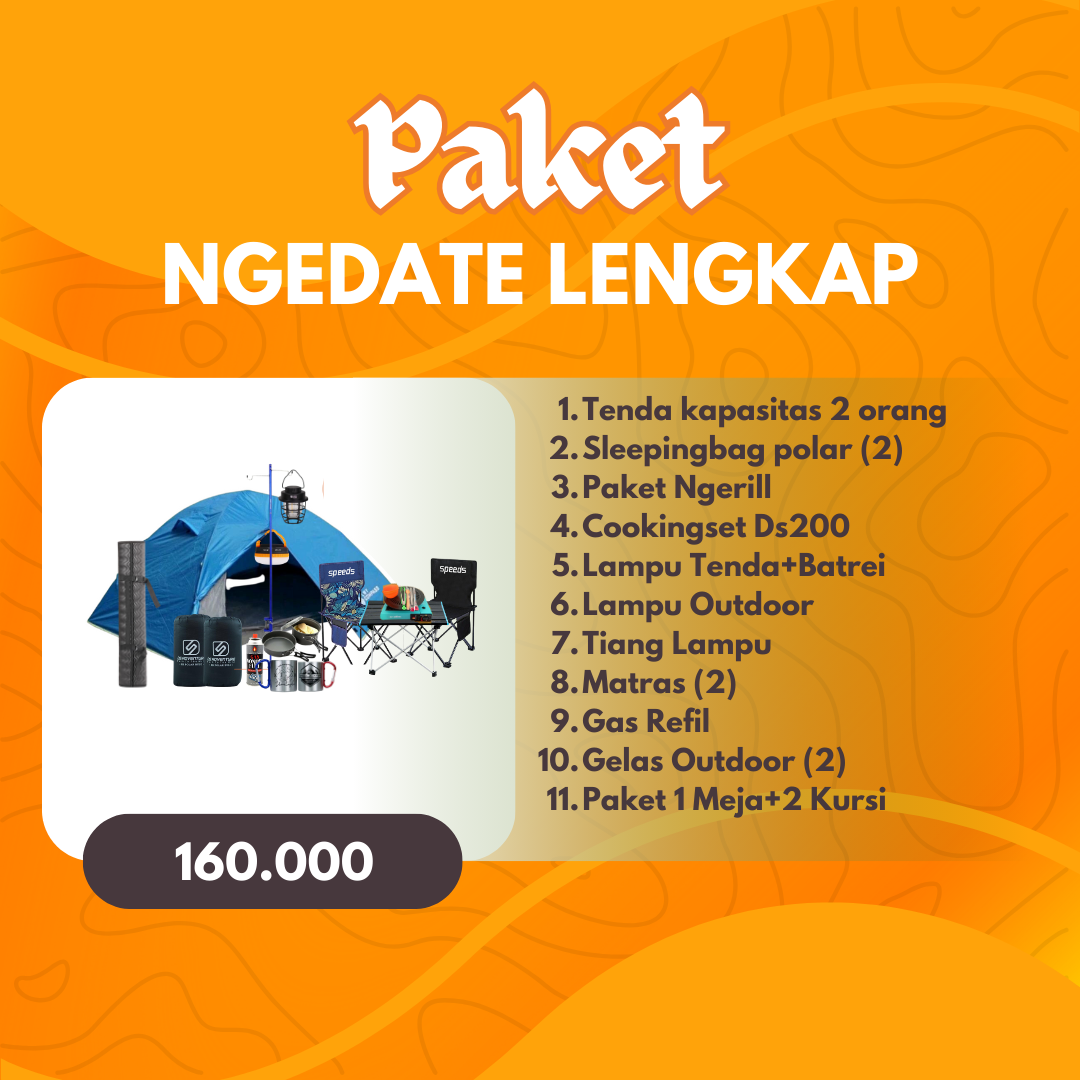 Paket
NGEDATE LENGKAP
1. Tenda kapasitas 2 orang
2. Sleepingbag polar (2)
3. Paket Ngerill
4. Cookingset Ds200
5. Lampu Tenda+Batrei
6. Lampu Outdoor
7. Tiang Lampu
8. Matras (2)
9. Gas Refil
10. Gelas Outdoor (2)
11. Paket 1 Meja+2 Kursi
speeds
speeds
160.000